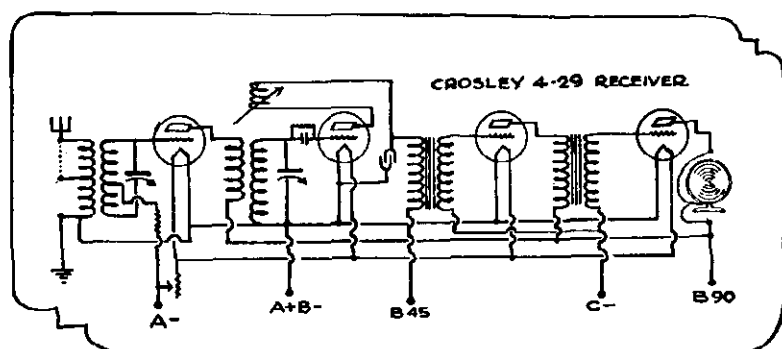 CROSLEY 4-29 RECEIVER
A-
A+B-
B45
C-
B90